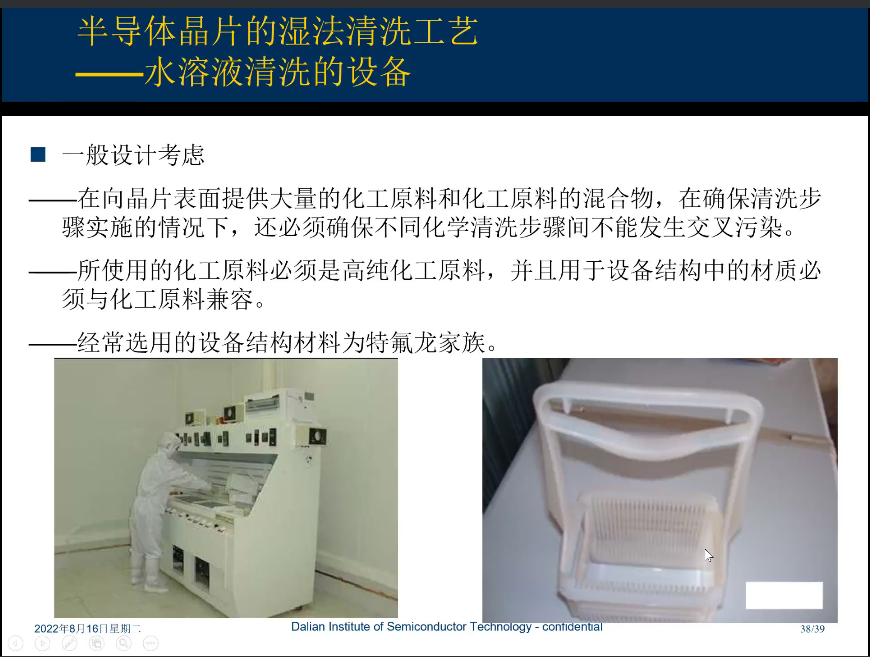 半导体晶片的湿法清洗工艺
——水溶液清洗的设备
■ 一般设计考虑
——在向晶片表面提供大量的化工原料和化工原料的混合物，在确保清洗步
骤实施的情况下，还必须确保不同化学清洗步骤间不能发生交叉污染。
——所使用的化工原料必须是高纯化工原料，并且用于设备结构中的材质必
须与化工原料兼容。
——经常选用的设备结构材料为特氟龙家族。
2022年8月16日星期二
Dalian Institute of Semiconductor Technology - confidential
38/39